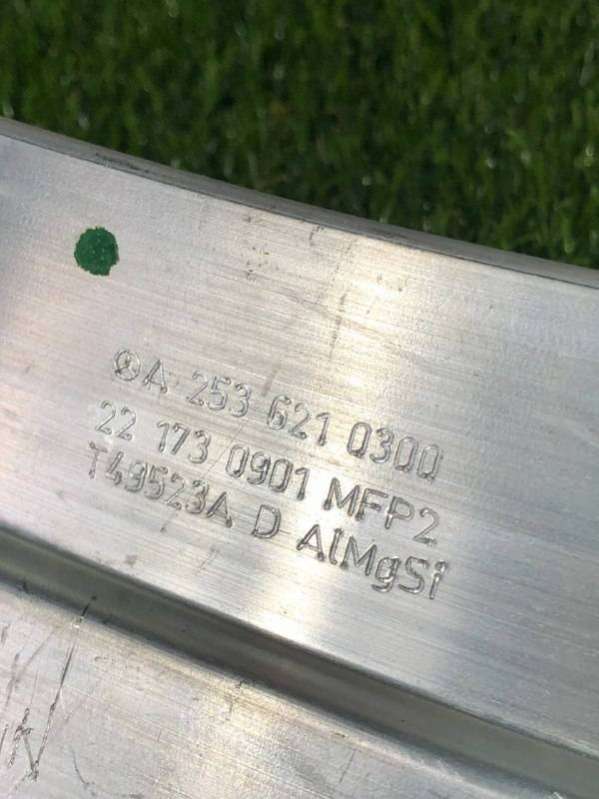 A 253 621 0300
22 173 0901 MFP2
T49523A D AlMgSi